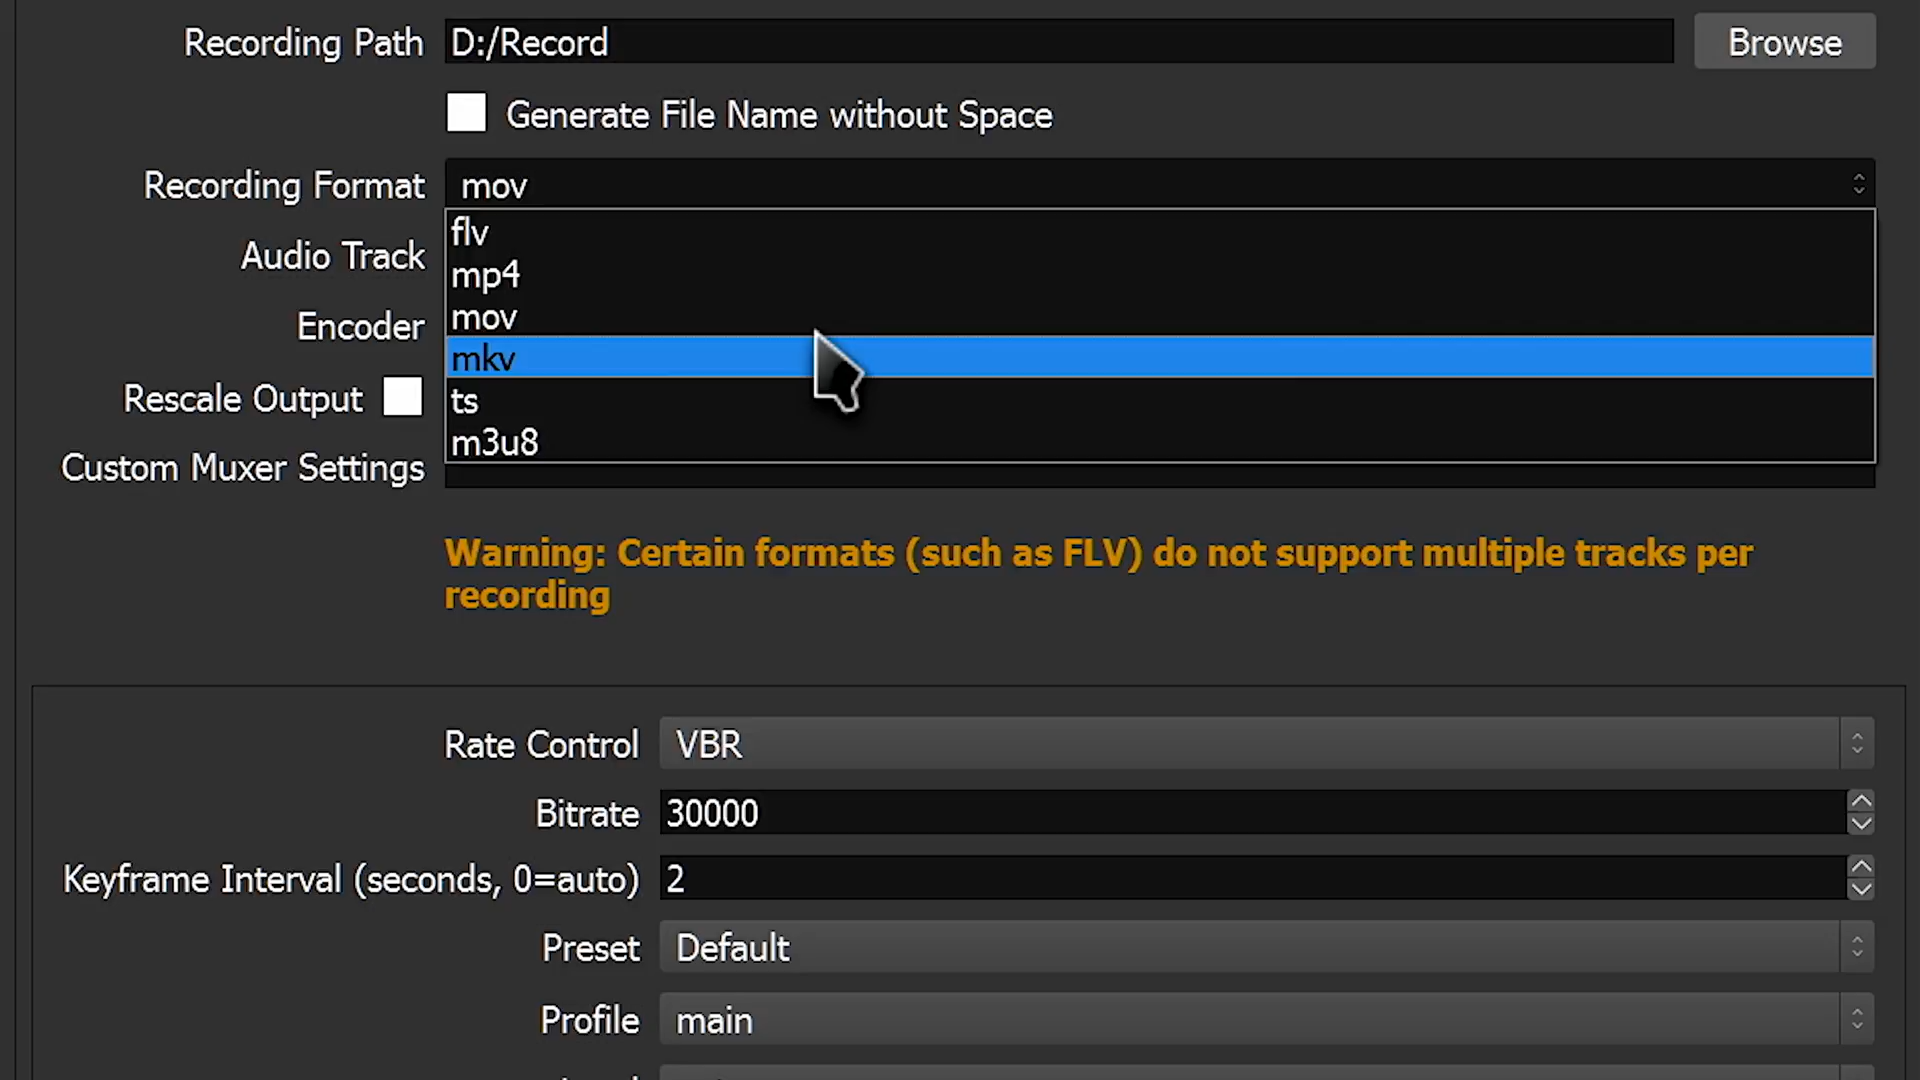 Recording Path D:/Record Browse
Generate File Name without Space
Recording Format mov
flv
Audio Track
mp4
mov
Encoder
mkv
Rescale Output
ts
m3u8
Custom Muxer Settings
Warning: Certain formats (such as FLV) do not support multiple tracks per
recording
Rate Control VBR
Bitrate 30000
Keyframe Interval (seconds, 0=auto) 2
Preset Default
Profile main